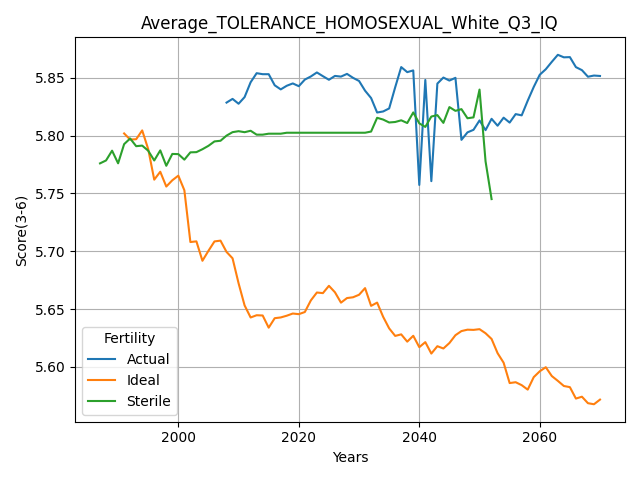 Average_TOLERANCE_HOMOSEXUAL_White_Q3_IQ
5.85
5.80
5.75
5.70
5.65
5.60
Score(3-6)
Fertility
Actual
Ideal
Sterile
2000 2020 2040 2060
Years